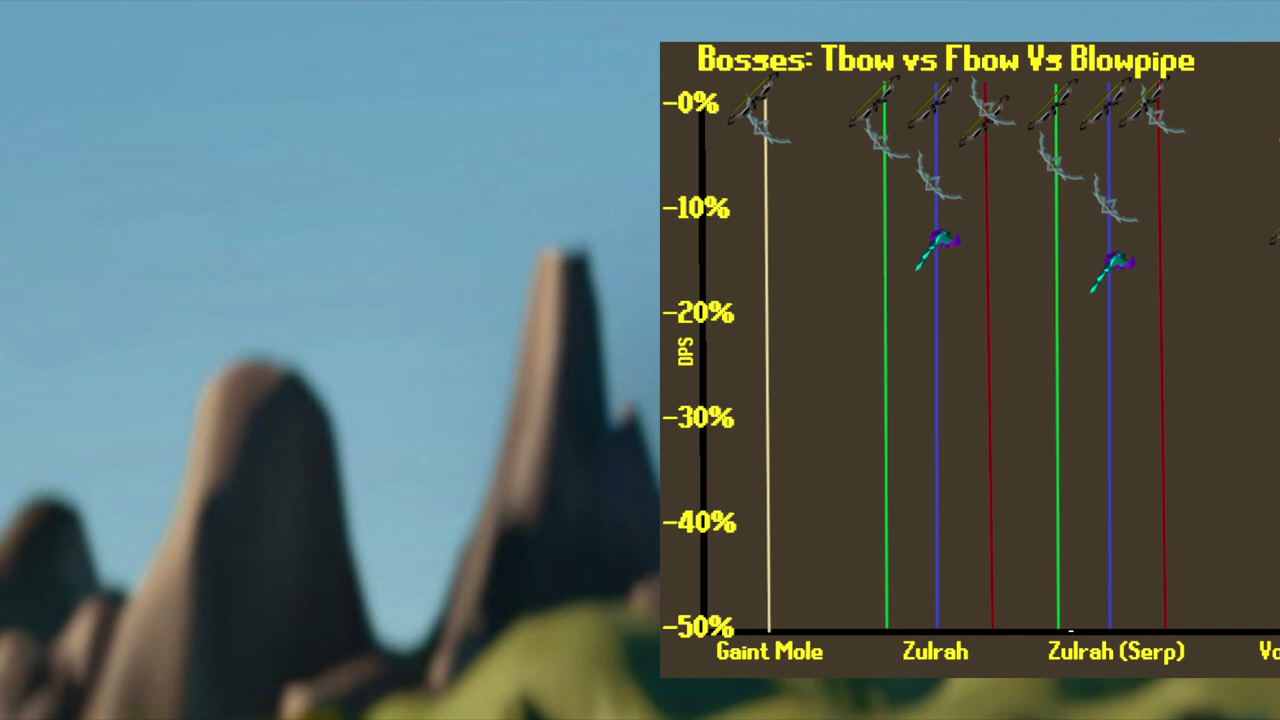 Bosses: Tbow vs Fbow Vs Blowpipe
-0%
-10%
-20%
DPS
-30%
-40%
-50%
Gaint Mole Zulrah Zulrah (Serp)